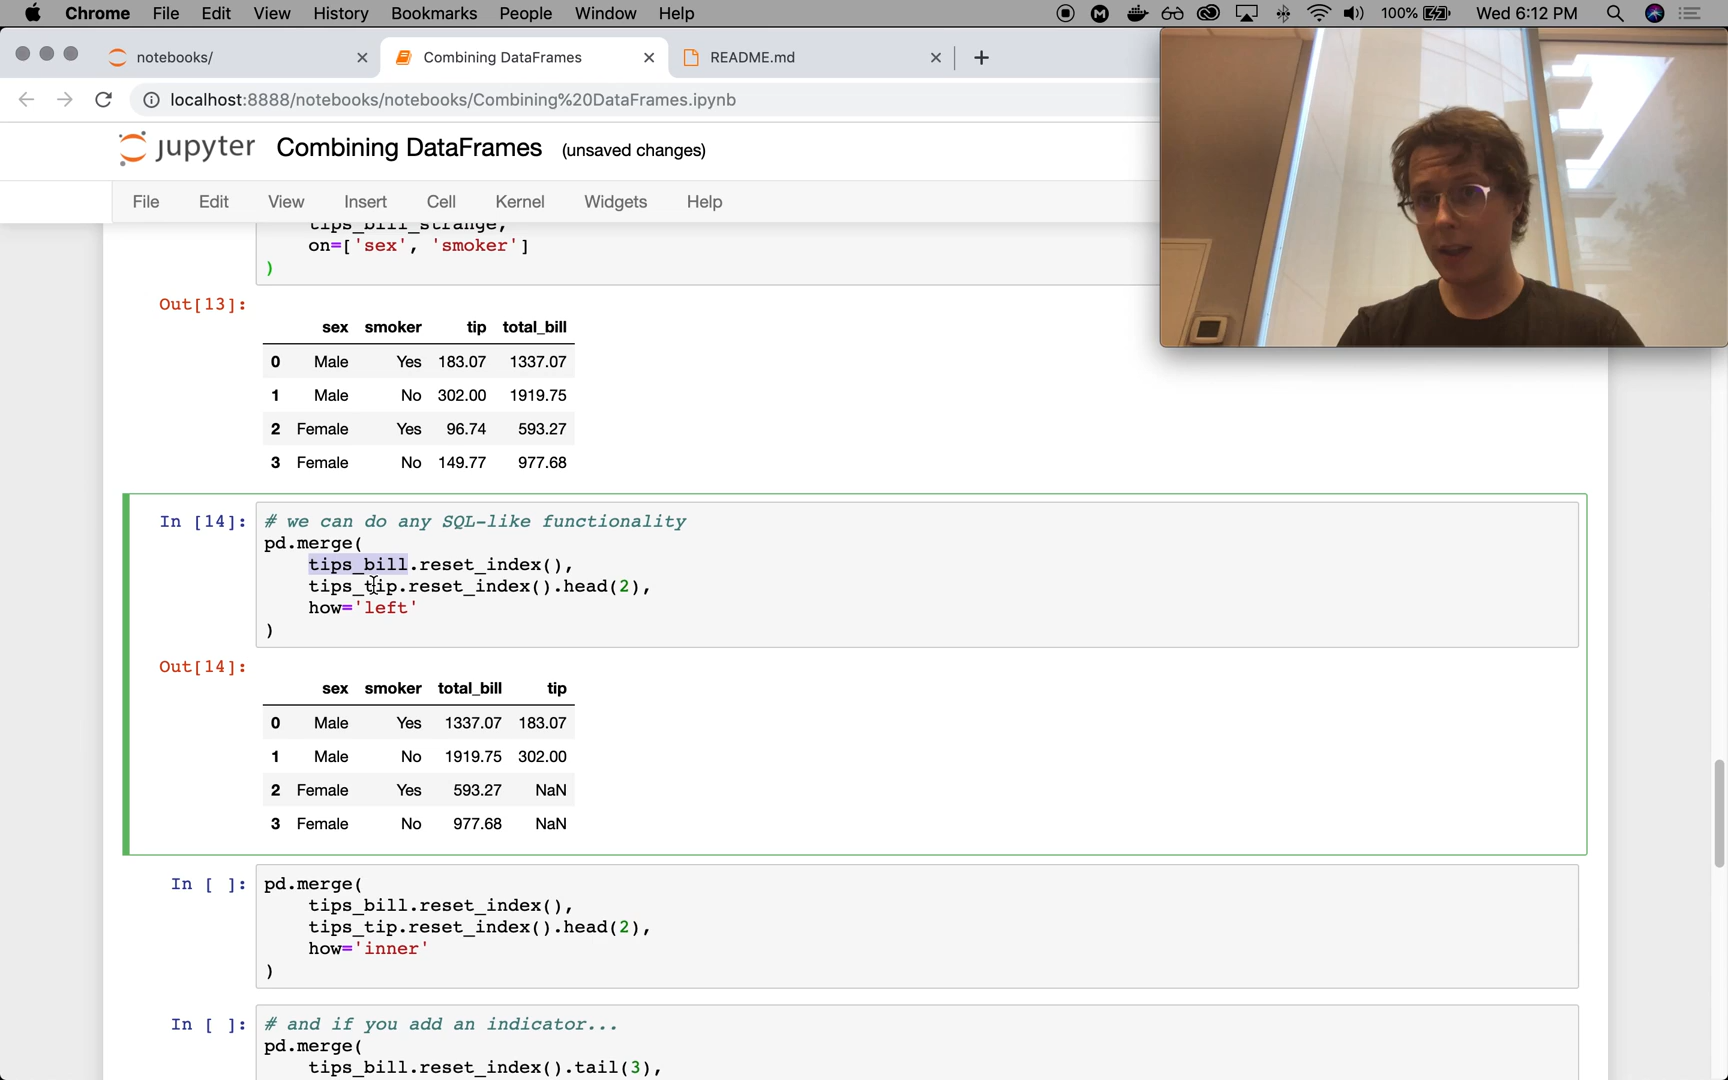 Chrome File Edit View History Bookmarks People Window Help 100% Wed 6:12 PM
notebooks/ Combining DataFrames README.md
localhost:8888/notebooks/notebooks/Combining%20DataFrames.ipynb
jupyter Combining DataFrames (unsaved changes)
File Edit View Insert Cell Kernel Widgets Help
tips_bill_strange,
on=['sex', 'smoker']
)
Out[13]:
sex smoker tip total_bill
0 Male Yes 183.07 1337.07
1 Male No 302.00 1919.75
2 Female Yes 96.74 593.27
3 Female No 149.77 977.68
In [14]: # we can do any SQL-like functionality
pd.merge(
tips_bill.reset_index(),
tips_tip.reset_index().head(2),
how='left'
)
Out[14]:
sex smoker total_bill tip
0 Male Yes 1337.07 183.07
1 Male No 1919.75 302.00
2 Female Yes 593.27 NaN
3 Female No 977.68 NaN
In [ ]: pd.merge(
tips_bill.reset_index(),
tips_tip.reset_index().head(2),
how='inner'
)
In [ ]: # and if you add an indicator...
pd.merge(
tips_bill.reset_index().tail(3),